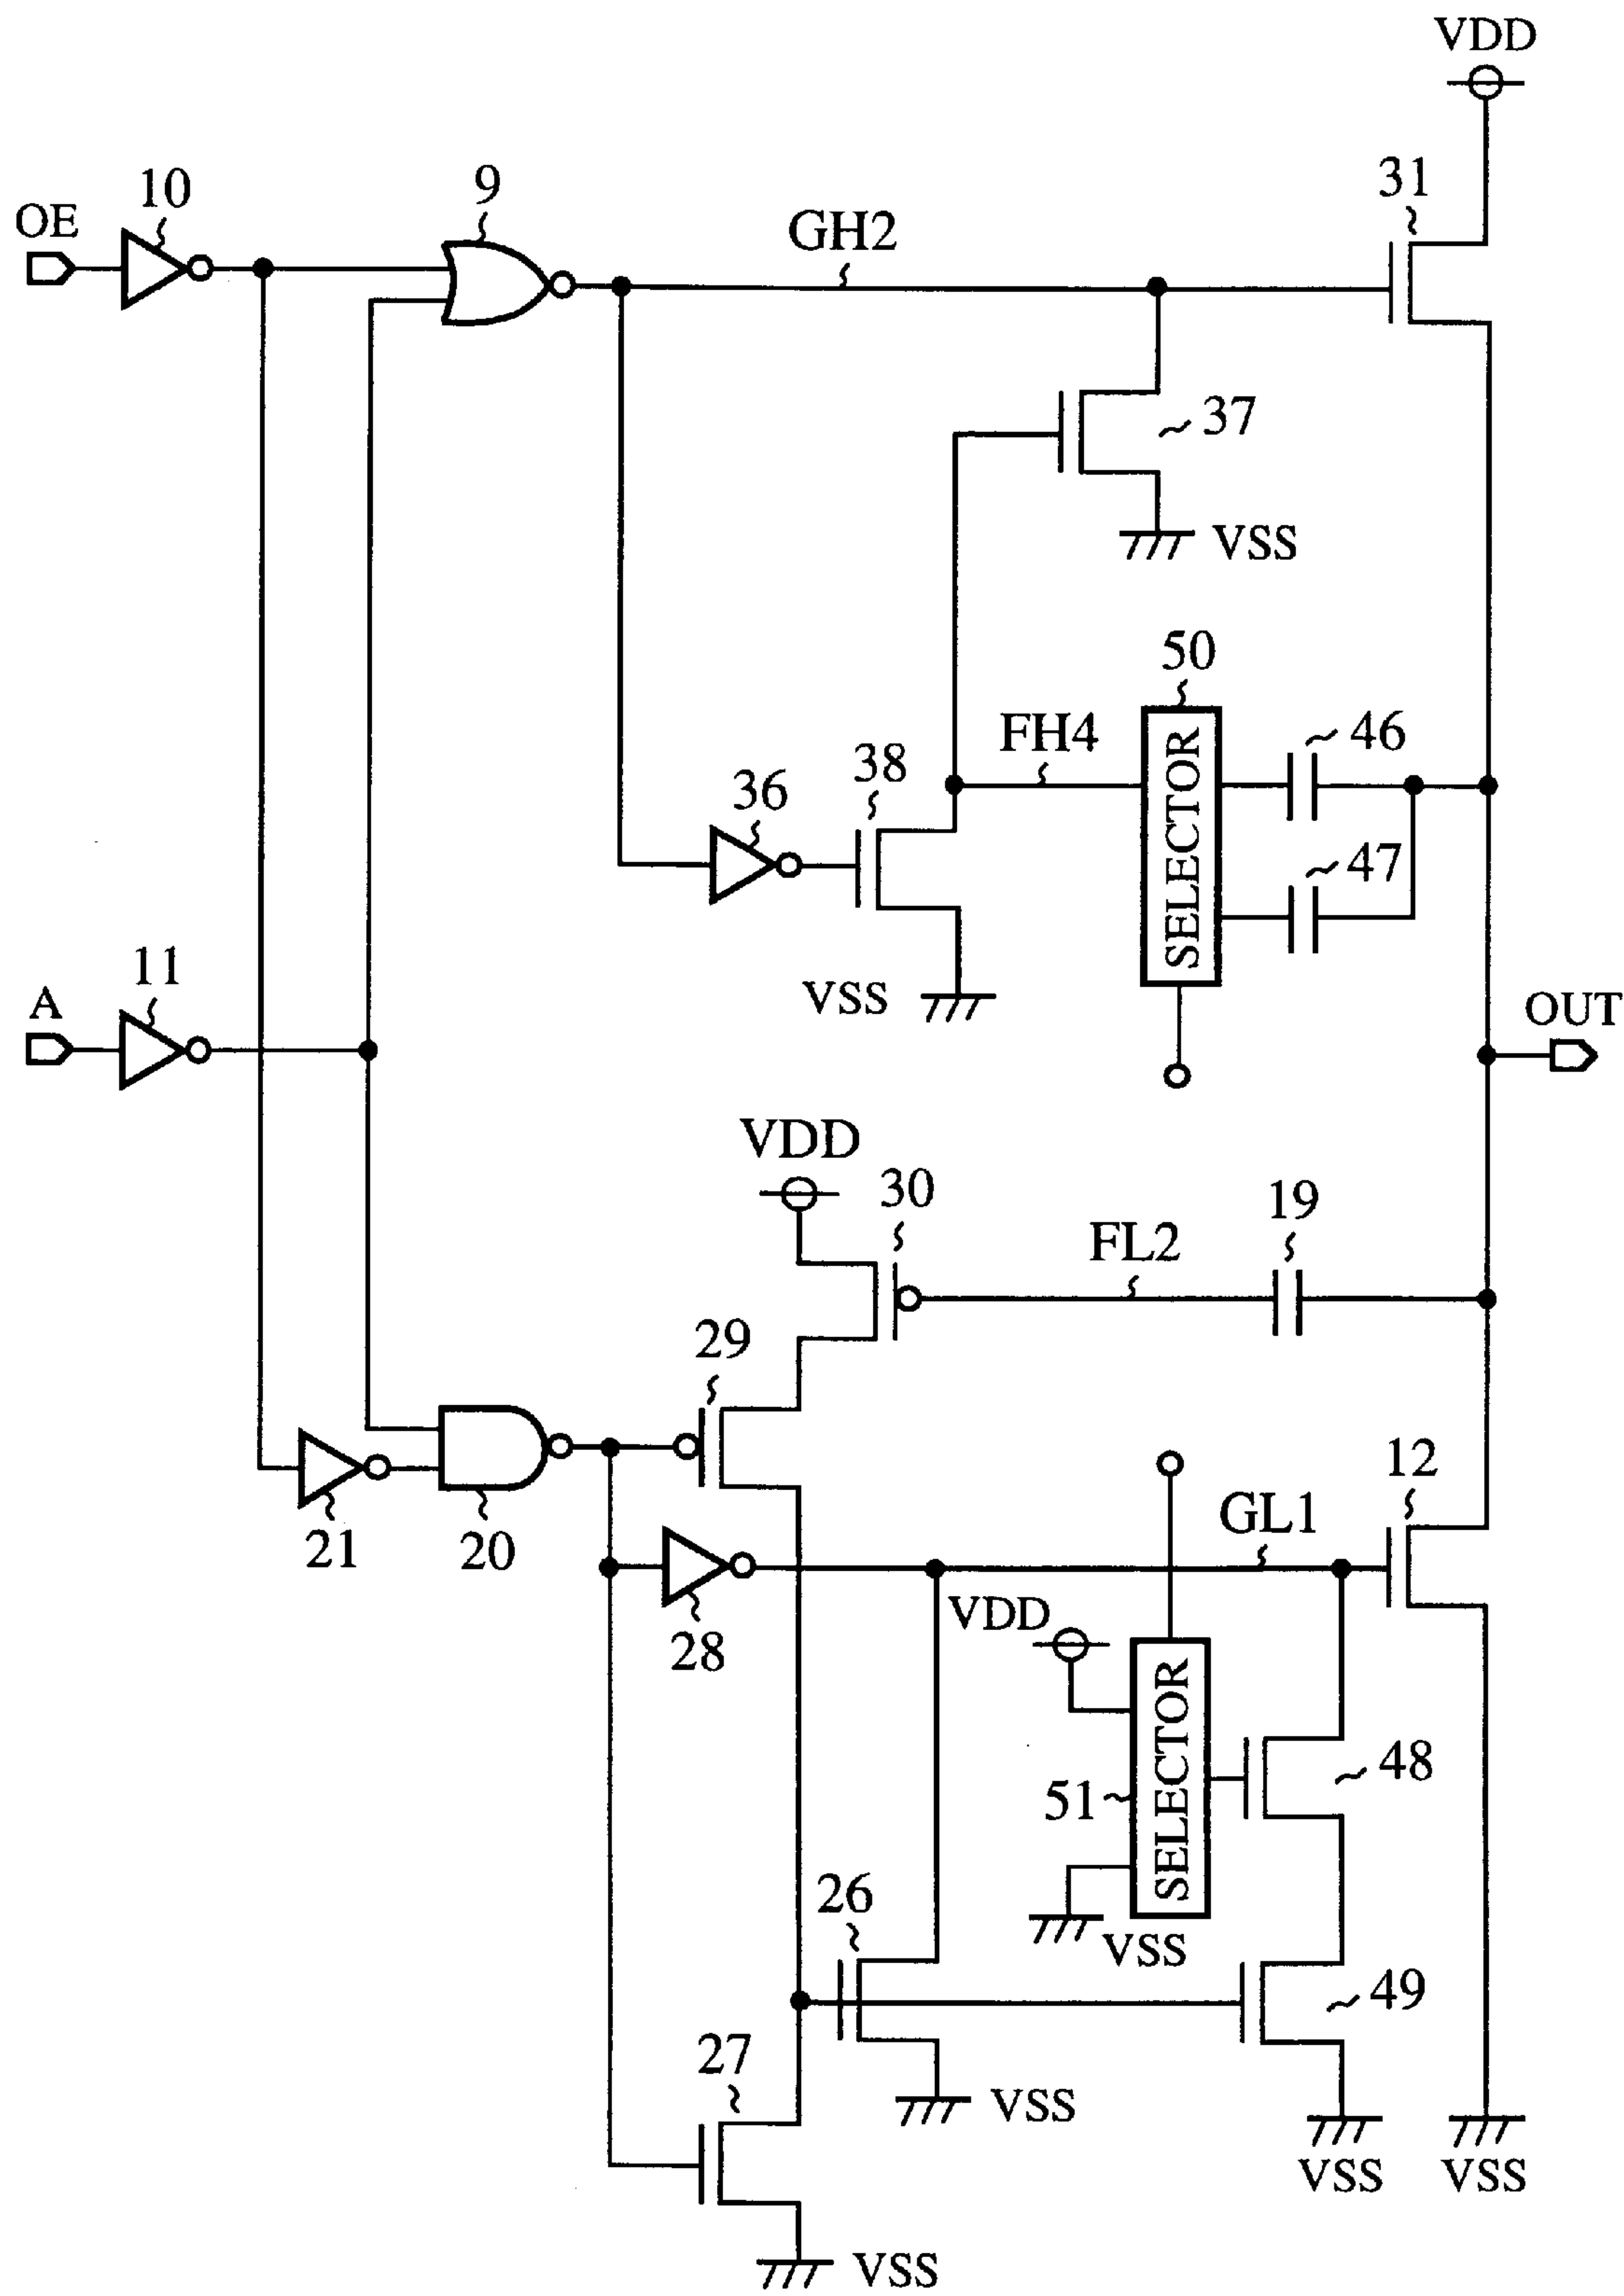 VDD
31
10
9
OE
GH2
37
VSS
50
SELECTOR
FH4
46
38
36
47
VSS
11
A
OUT
VDD
30
19
FL2
29
12
21
20
GL1
28
VDD
SELECTOR
51
48
26
VSS
49
27
VSS
VSS
VSS
VSS